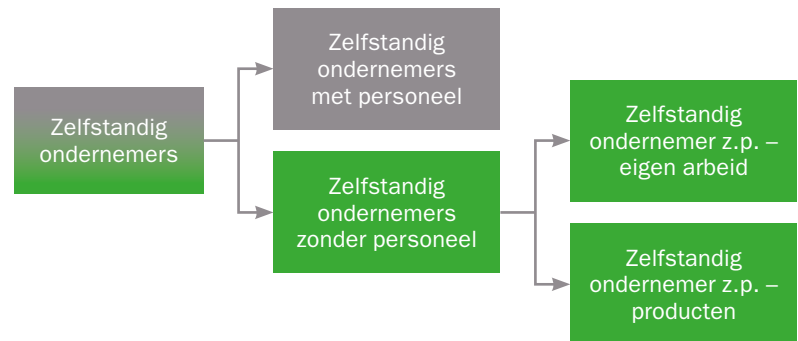 Zelfstandig
ondernemers
Zelfstandig
ondernemers
met personeel
Zelfstandig
ondernemers
zonder personeel
Zelfstandig
ondernemer z.p. –
eigen arbeid
Zelfstandig
ondernemer z.p. –
producten